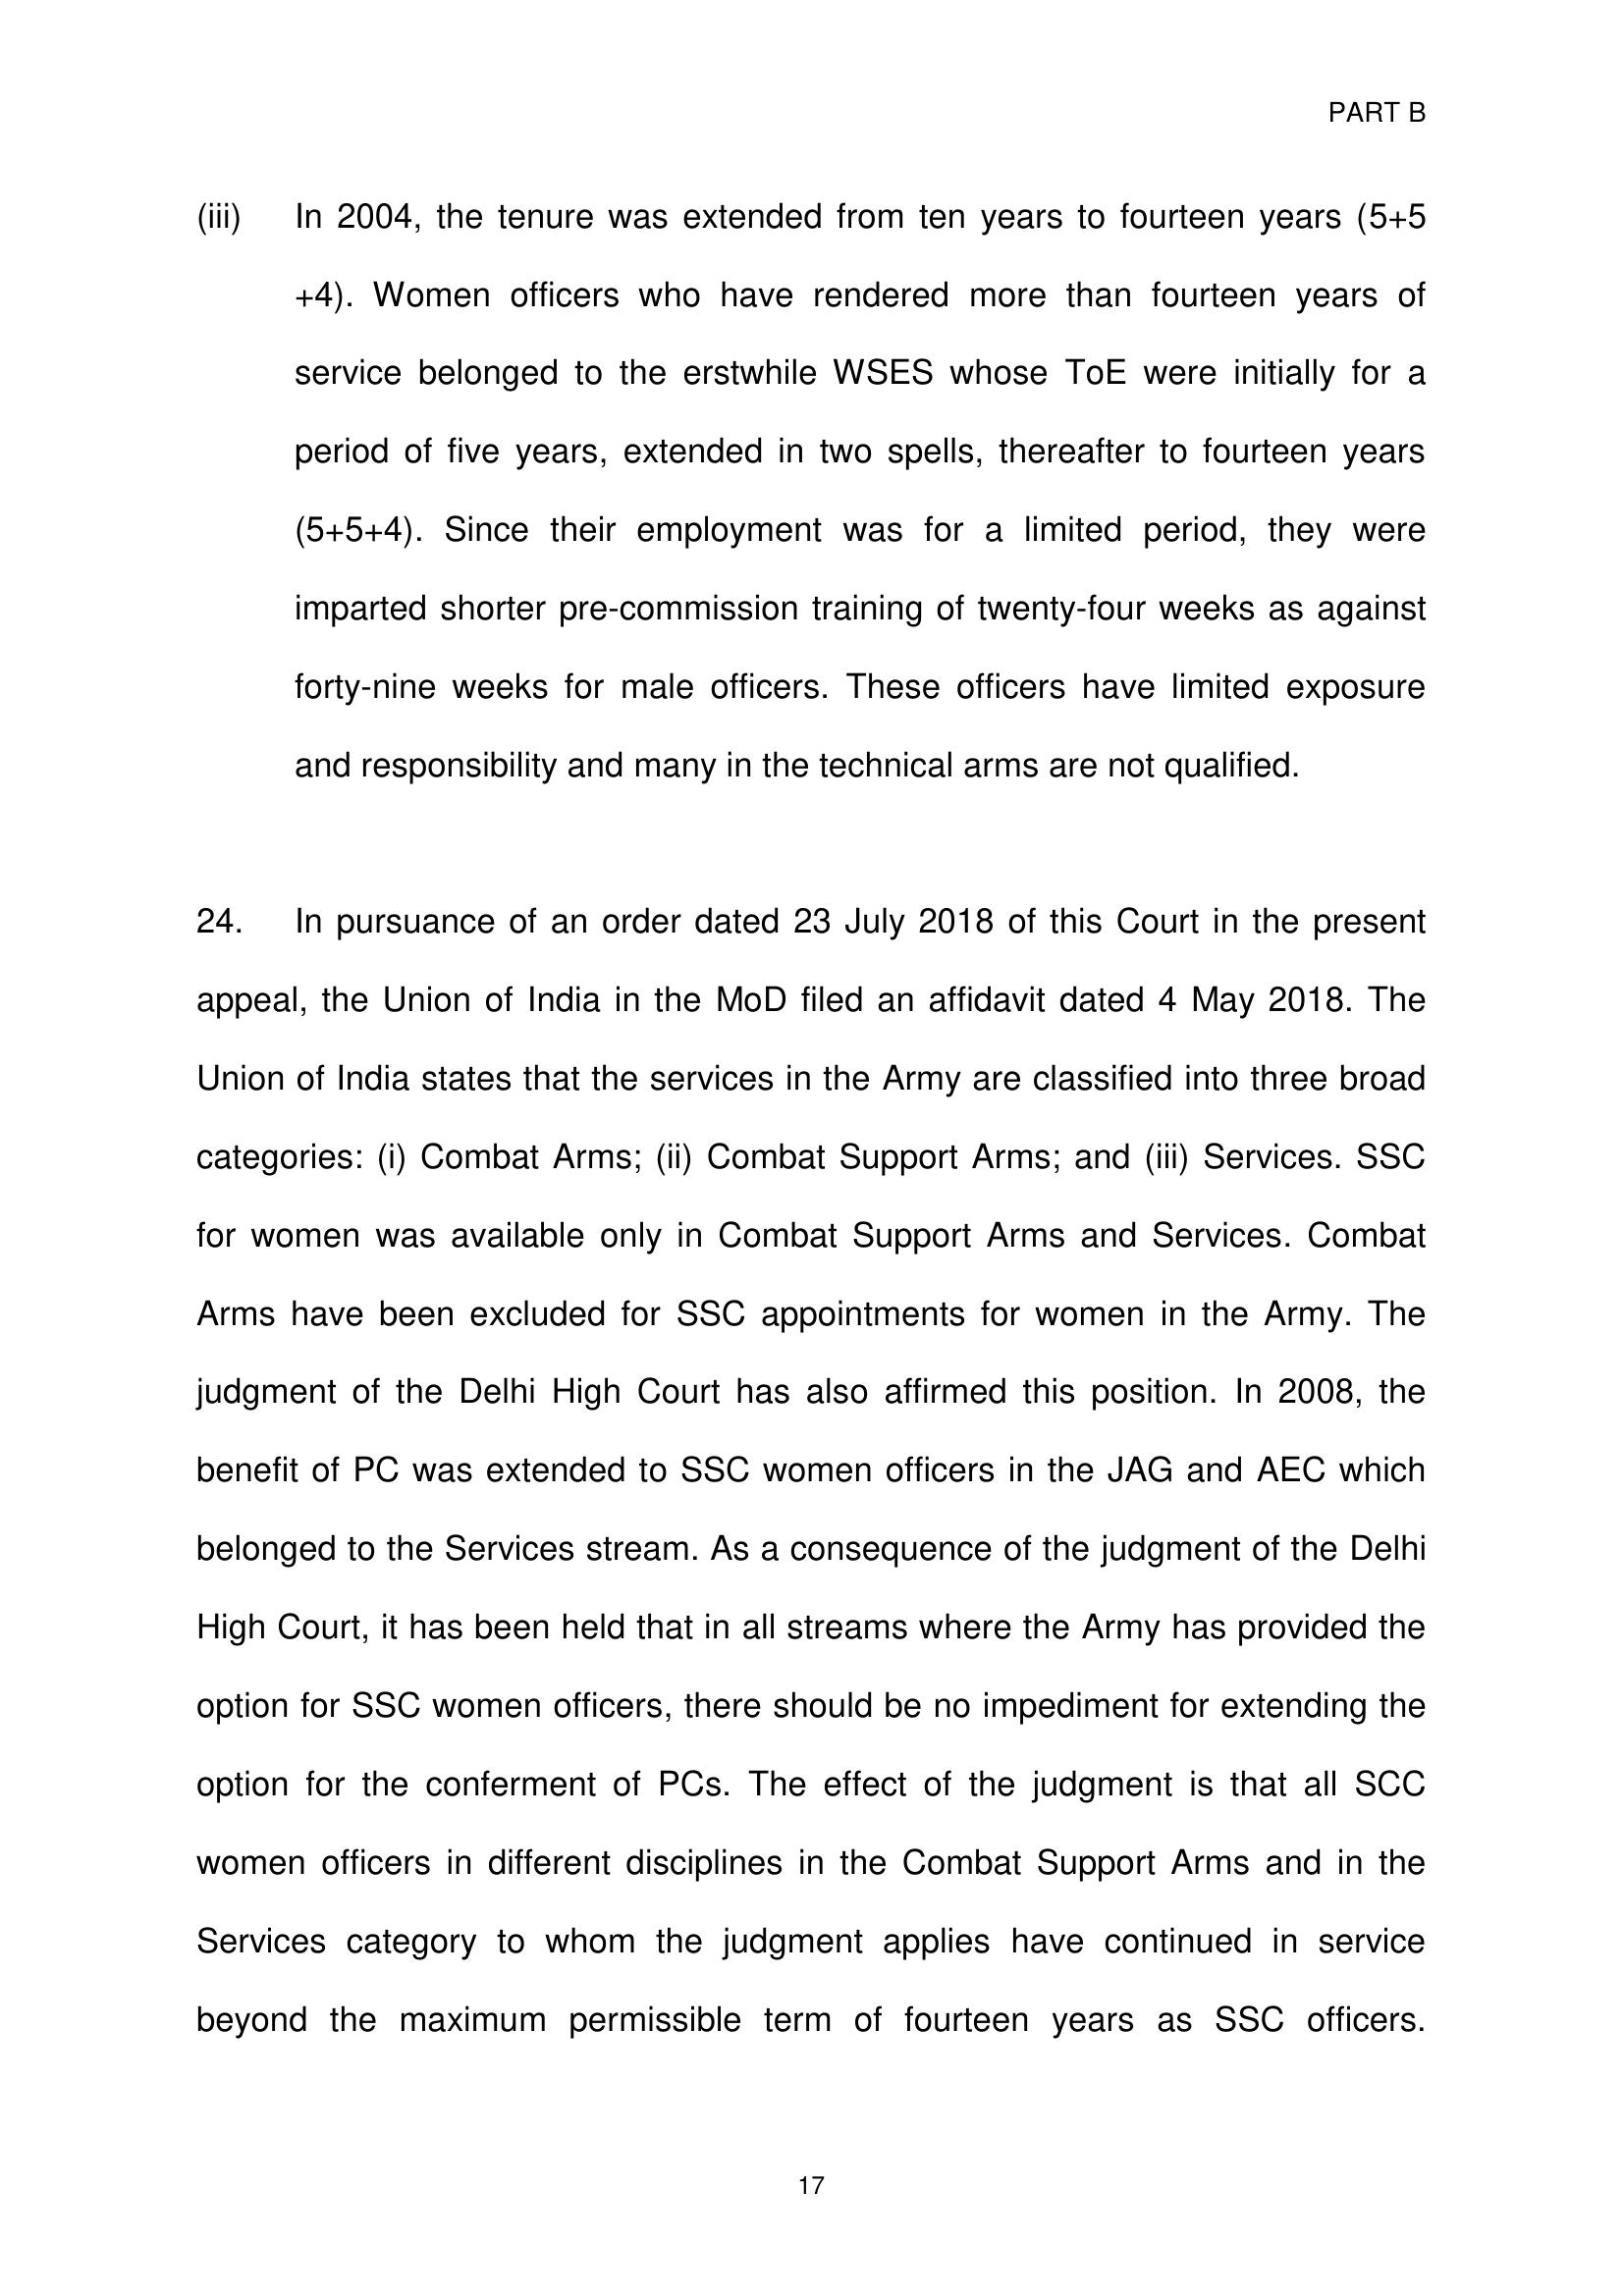 PART B
(iii) In 2004, the tenure was extended from ten years to fourteen years (5+5
+4). Women officers who have rendered more than fourteen years of
service belonged to the erstwhile WSES whose ToE were initially for a
period of five years, extended in two spells, thereafter to fourteen years
(5+5+4). Since their employment was for a limited period, they were
imparted shorter pre-commission training of twenty-four weeks as against
forty-nine weeks for male officers. These officers have limited exposure
and responsibility and many in the technical arms are not qualified.
24. In pursuance of an order dated 23 July 2018 of this Court in the present
appeal, the Union of India in the MoD filed an affidavit dated 4 May 2018. The
Union of India states that the services in the Army are classified into three broad
categories: (i) Combat Arms; (ii) Combat Support Arms; and (iii) Services. SSC
for women was available only in Combat Support Arms and Services. Combat
Arms have been excluded for SSC appointments for women in the Army. The
judgment of the Delhi High Court has also affirmed this position. In 2008, the
benefit of PC was extended to SSC women officers in the JAG and AEC which
belonged to the Services stream. As a consequence of the judgment of the Delhi
High Court, it has been held that in all streams where the Army has provided the
option for SSC women officers, there should be no impediment for extending the
option for the conferment of PCs. The effect of the judgment is that all SCC
women officers in different disciplines in the Combat Support Arms and in the
Services category to whom the judgment applies have continued in service
beyond the maximum permissible term of fourteen years as SSC officers.
17